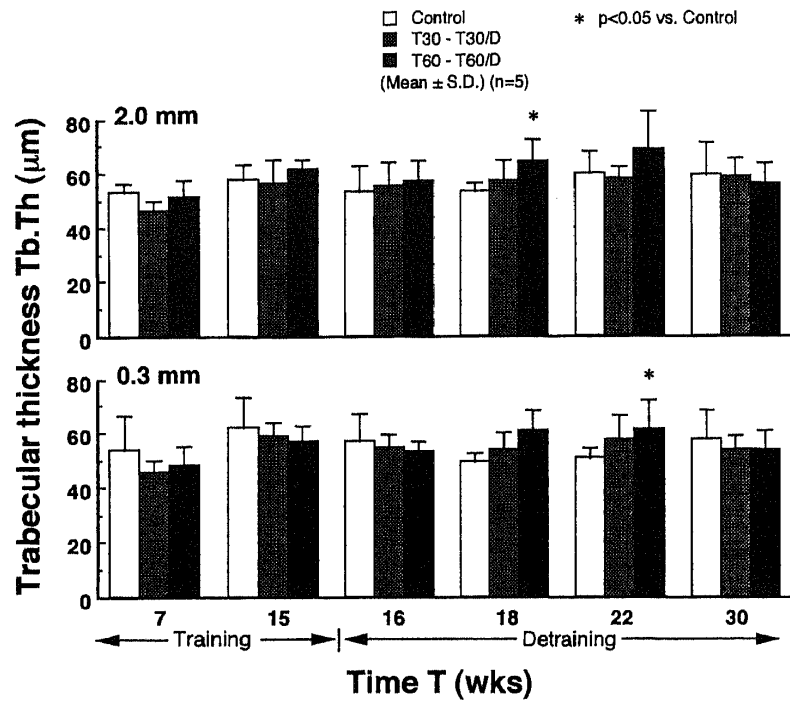 Control
* p<0.05 vs. Control
T30 - T30/D
T60 - T60/D
(Mean ± S.D.) (n=5)
Trabecular thickness Tb.Th (μm)
2.0 mm
80
60
40
20
0
*
0.3 mm
80
60
40
20
0
*
7 15 16 18 22 30
Training Detraining
Time T (wks)